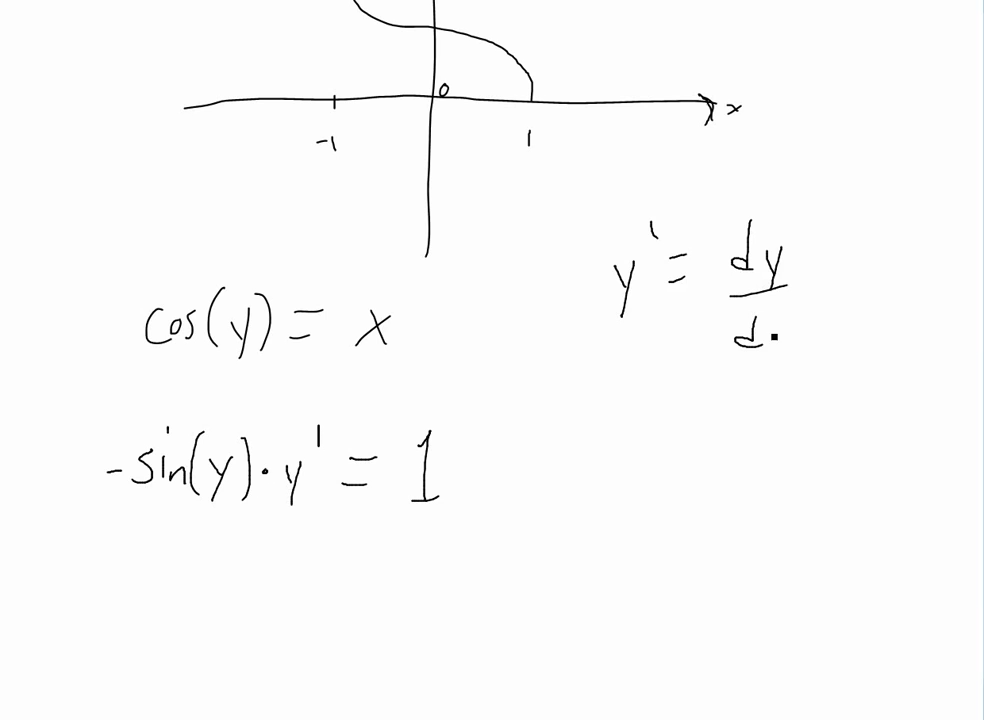 0
x
-1
1
y' = dy/d
cos(y) = x
-sin(y)·y' = 1